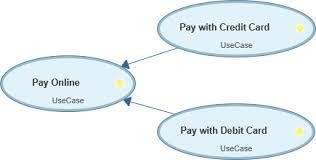 Pay with Credit Card
UseCase
Pay Online
UseCase
Pay with Debit Card
UseCase